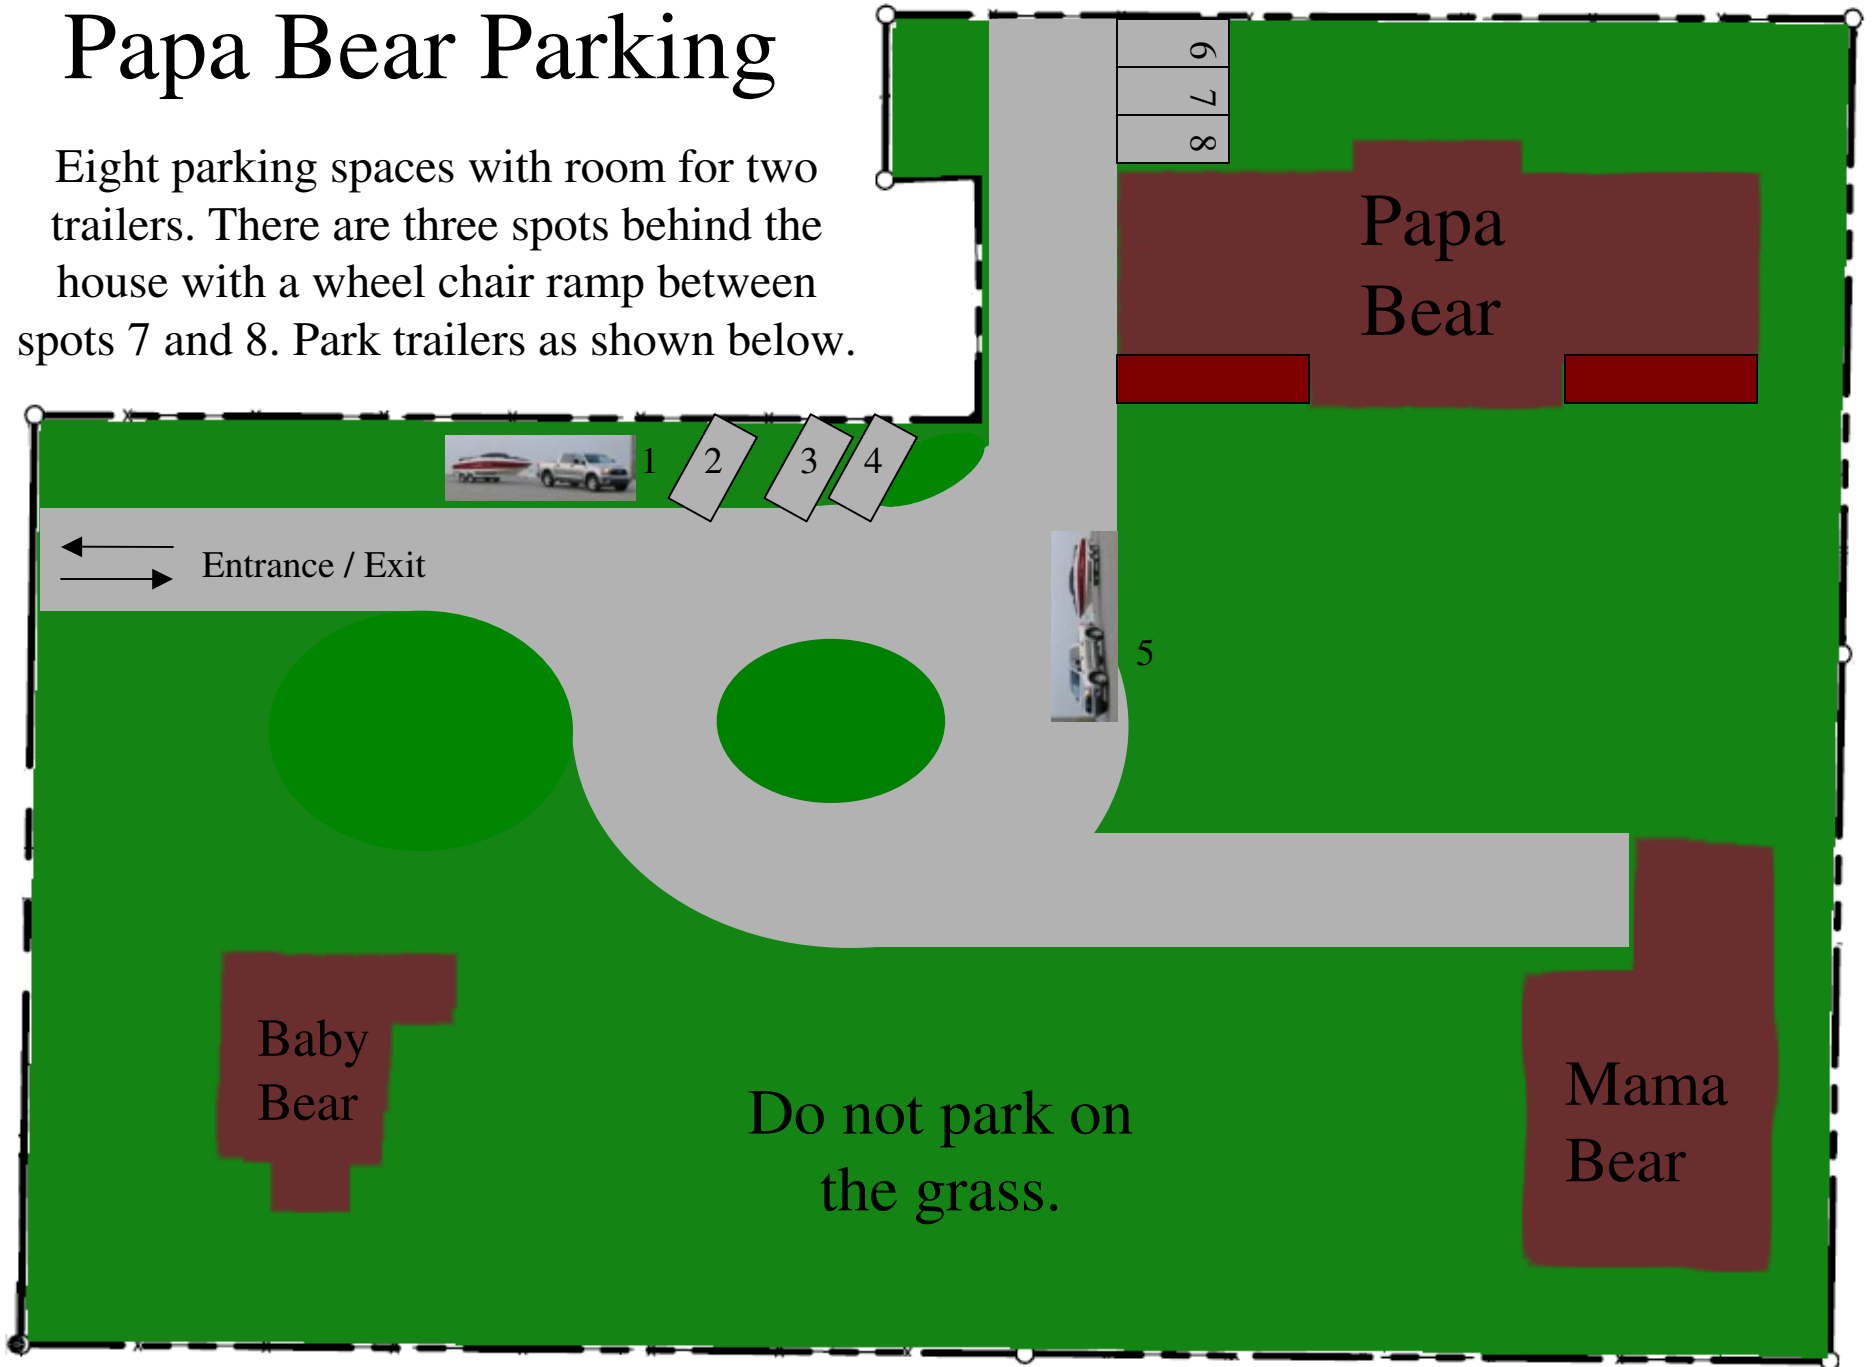 Papa Bear Parking
Eight parking spaces with room for two
trailers. There are three spots behind the
house with a wheel chair ramp between
spots 7 and 8. Park trailers as shown below.
6
7
8
Papa
Bear
1
2
3
4
Entrance / Exit
5
Baby
Bear
Do not park on
the grass.
Mama
Bear